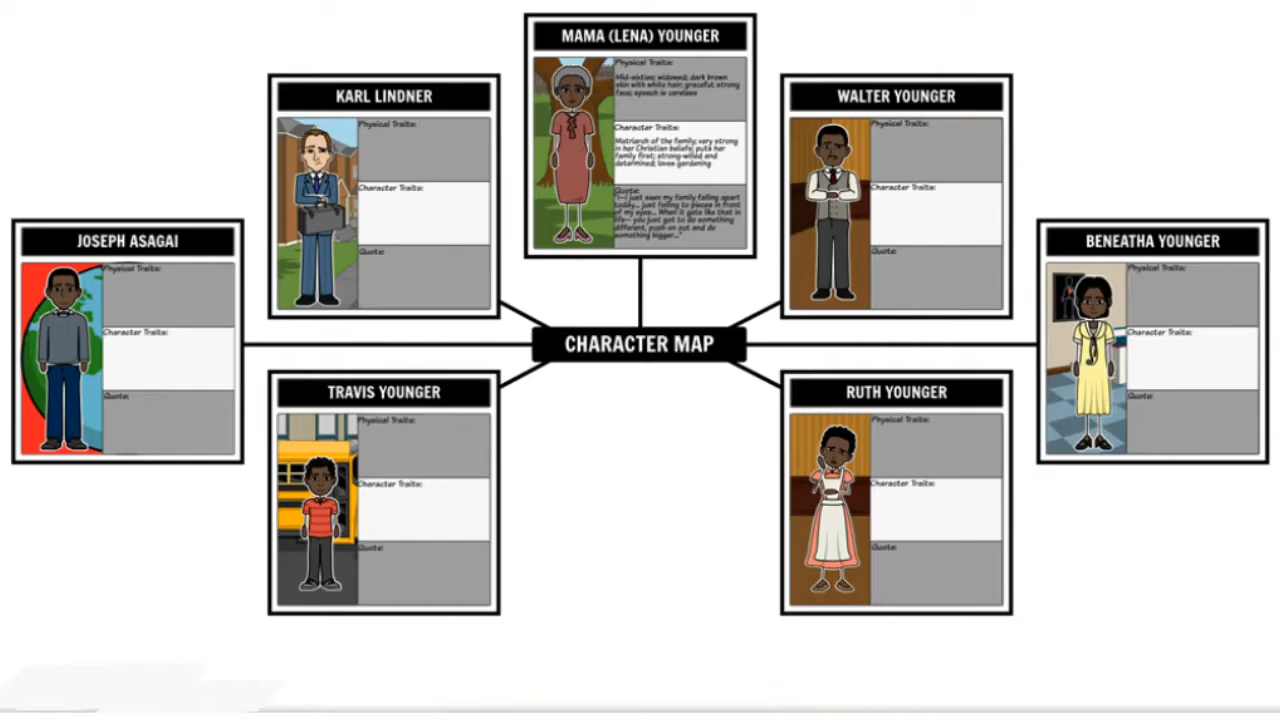 MAMA (LENA) YOUNGER
Physical Traits:
Mid-sixties; widowed; dark brown
skin with white hair; graceful; strong
face; speech is careless
Character Traits:
Matriarch of the family; very strong
in her Christian beliefs; puts her
family first; strong-willed and
determined; loves gardening
Quote:
"I—I just seen my family falling apart
today... just falling to pieces in front
of my eyes... When it gets like that in
life— you just got to do something
different, push on out and do
something bigger..."
KARL LINDNER
Physical Traits:
Character Traits:
Quote:
WALTER YOUNGER
Physical Traits:
Character Traits:
Quote:
JOSEPH ASAGAI
Physical Traits:
Character Traits:
Quote:
BENEATHA YOUNGER
Physical Traits:
Character Traits:
Quote:
CHARACTER MAP
TRAVIS YOUNGER
Physical Traits:
Character Traits:
Quote:
RUTH YOUNGER
Physical Traits:
Character Traits:
Quote: